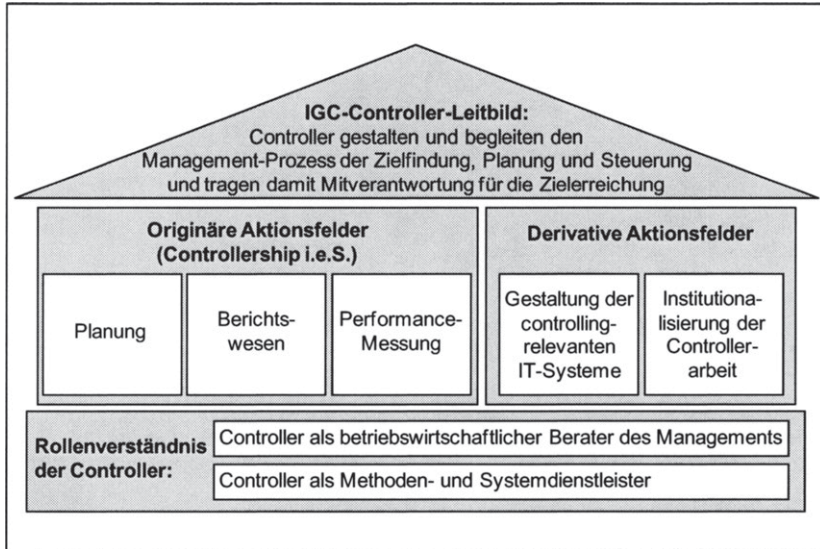 IGC-Controller-Leitbild:
Controller gestalten und begleiten den
Management-Prozess der Zielfindung, Planung und Steuerung
und tragen damit Mitverantwortung für die Zielerreichung
Originäre Aktionsfelder
(Controllership i.e.S.)
Planung
Berichts-
wesen
Performance-
Messung
Derivative Aktionsfelder
Gestaltung der
controlling-
relevanten
IT-Systeme
Institutiona-
lisierung der
Controller-
arbeit
Rollenverständnis
der Controller:
Controller als betriebswirtschaftlicher Berater des Managements
Controller als Methoden- und Systemdienstleister